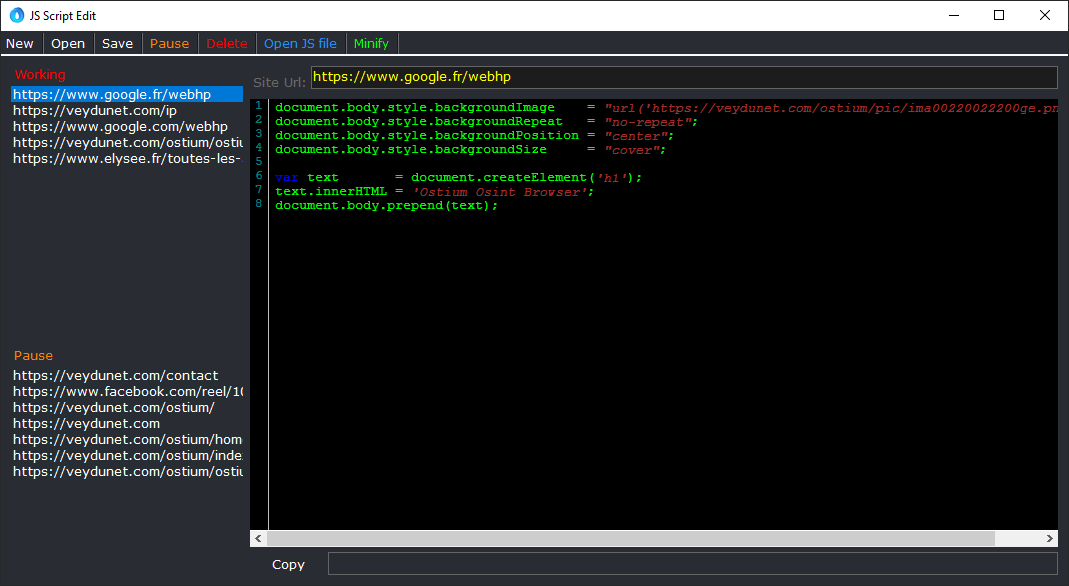 JS Script Edit
New Open Save Pause Delete Open JS file Minify
Working
https://www.google.fr/webhp
https://veydunet.com/ip
https://www.google.com/webhp
https://veydunet.com/ostium/ostiu
https://www.elysee.fr/toutes-les-
Pause
https://veydunet.com/contact
https://www.facebook.com/reel/10
https://veydunet.com/ostium/
https://veydunet.com
https://veydunet.com/ostium/hom
https://veydunet.com/ostium/inde
https://veydunet.com/ostium/ostiu
Site Url: https://www.google.fr/webhp
1 document.body.style.backgroundImage = "url('https://veydunet.com/ostium/pic/ima00220022200ge.pn
2 document.body.style.backgroundRepeat = "no-repeat";
3 document.body.style.backgroundPosition = "center";
4 document.body.style.backgroundSize = "cover";
5
6 var text = document.createElement('h1');
7 text.innerHTML = 'Ostium Osint Browser';
8 document.body.prepend(text);
Copy